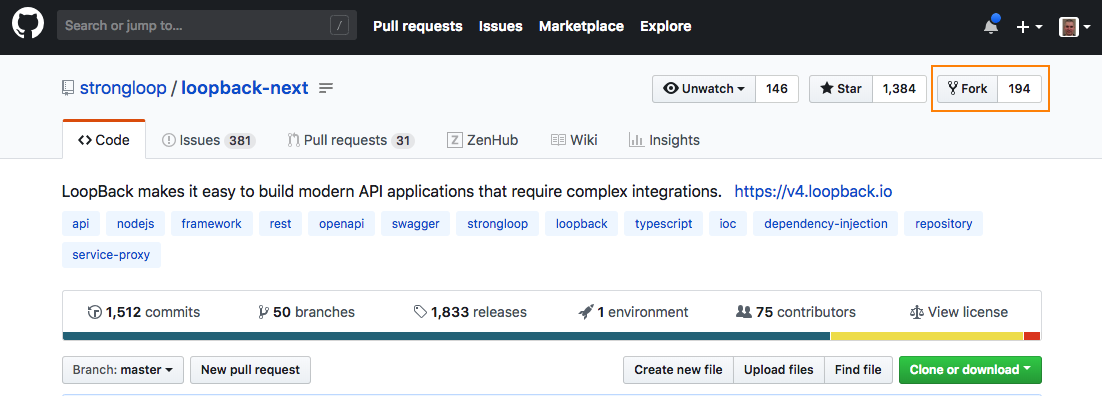 Search or jump to... / Pull requests Issues Marketplace Explore
strongloop / loopback-next Unwatch 146 Star 1,384 Fork 194
Code Issues 381 Pull requests 31 Z ZenHub Wiki Insights
LoopBack makes it easy to build modern API applications that require complex integrations. https://v4.loopback.io
api nodejs framework rest openapi swagger strongloop loopback typescript ioc dependency-injection repository
service-proxy
1,512 commits 50 branches 1,833 releases 1 environment 75 contributors View license
Branch: master New pull request Create new file Upload files Find file Clone or download